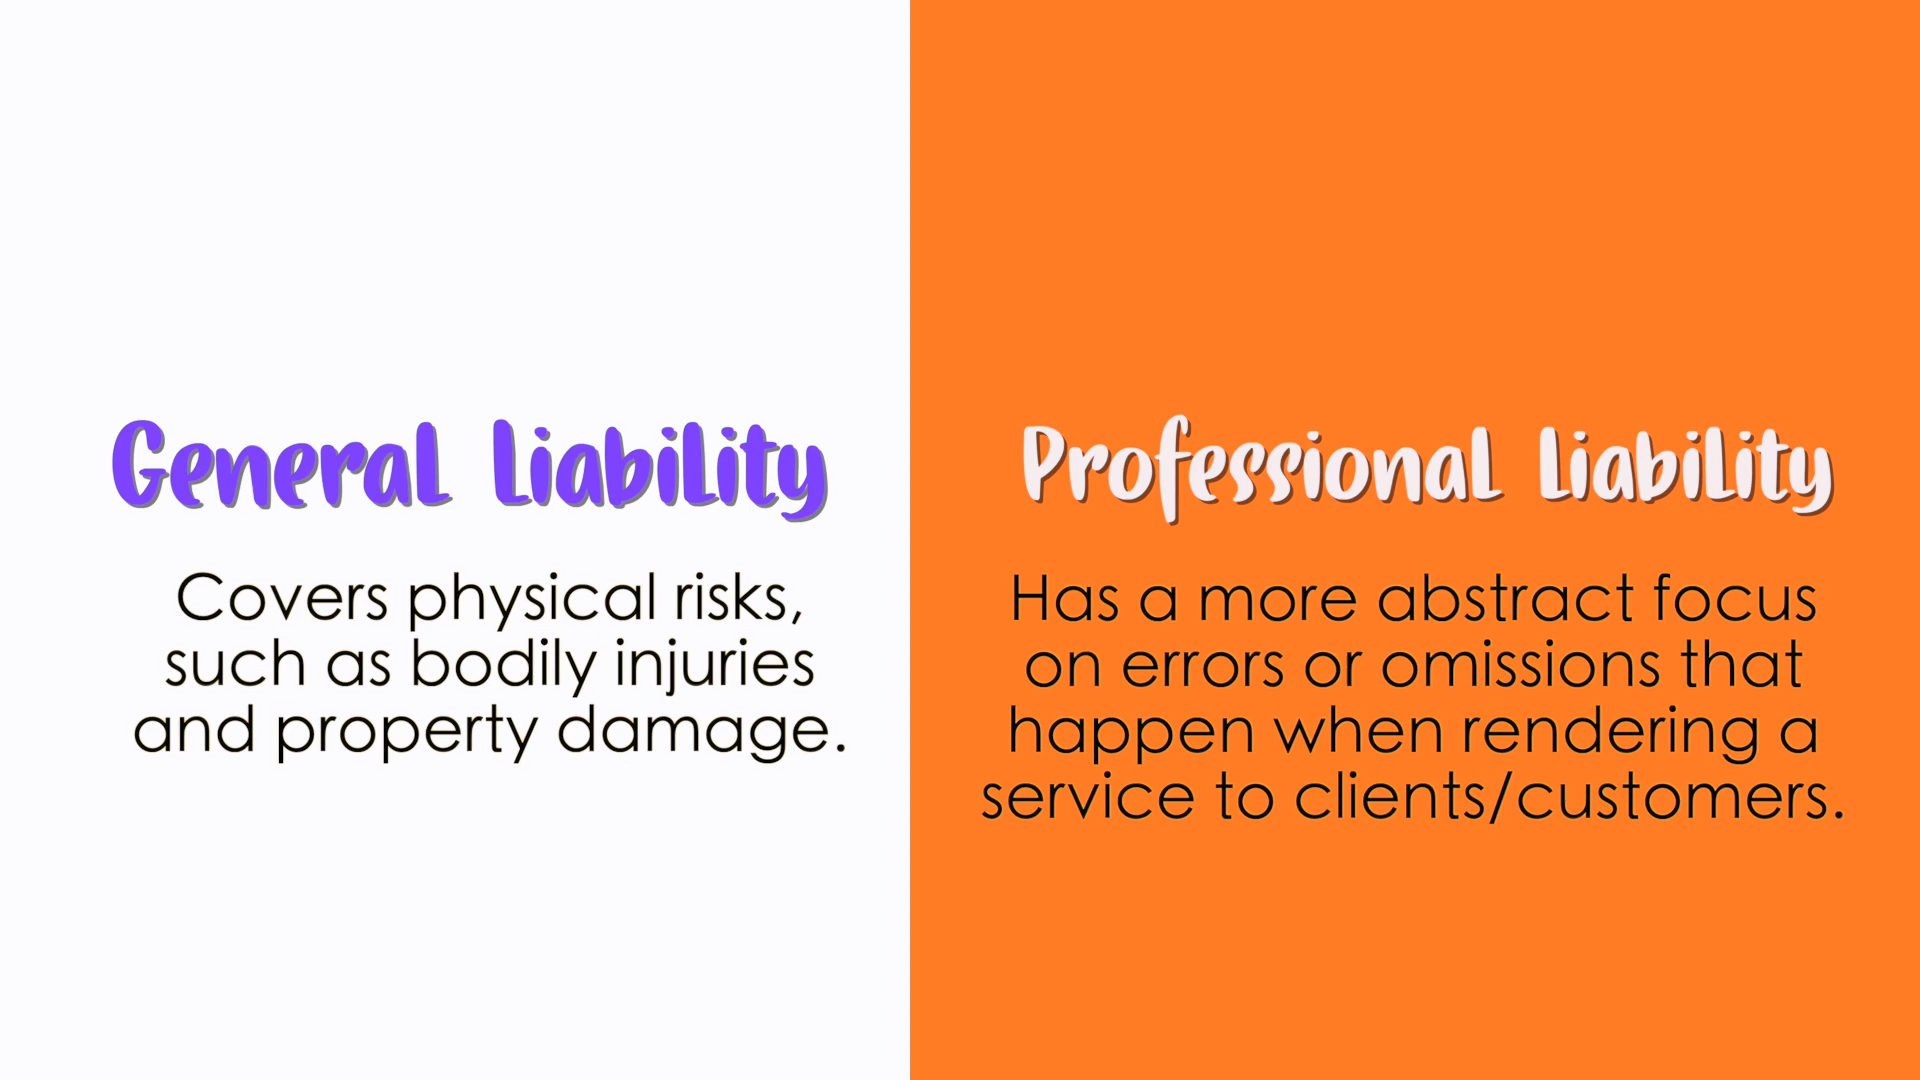 General Liability
Covers physical risks,
such as bodily injuries
and property damage.
Professional Liability
Has a more abstract focus
on errors or omissions that
happen when rendering a
service to clients/customers.